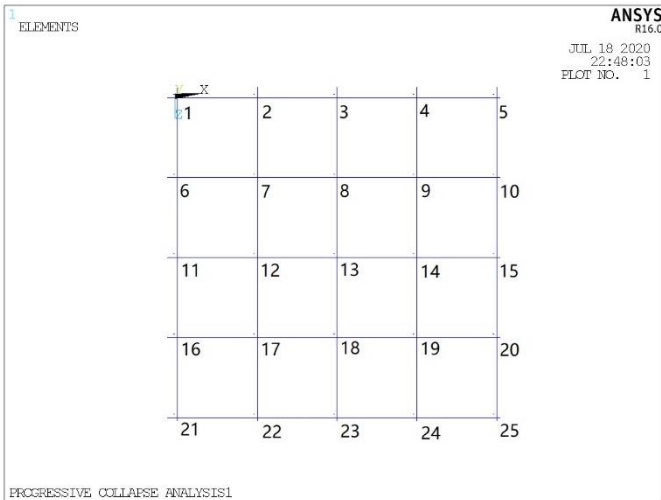 1
ELEMENTS
ANSYS
R16.0
JUL 18 2020
22:48:03
PLOT NO. 1
Y X
Z 1 2 3 4 5
6 7 8 9 10
11 12 13 14 15
16 17 18 19 20
21 22 23 24 25
PROGRESSIVE COLLAPSE ANALYSIS1